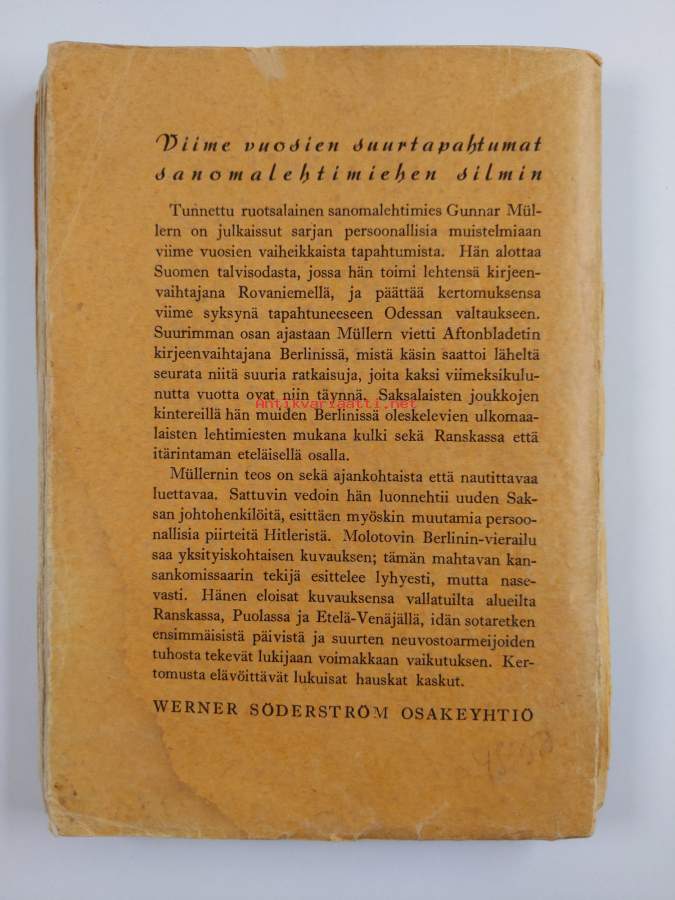 Viime vuosien suurtapahtumat
sanomalehtimiehen silmin
Tunnettu ruotsalainen sanomalehtimies Gunnar Mül-
lern on julkaissut sarjan persoonallisia muistelmiaan
viime vuosien vaiheikkaista tapahtumista. Hän alottaa
Suomen talvisodasta, jossa hän toimi lehtensä kirjeen-
vaihtajana Rovaniemellä, ja päättää kertomuksensa
viime syksynä tapahtuneeseen Odessan valtaukseen.
Suurimman osan ajastaan Müllern vietti Aftonbladetin
kirjeenvaihtajana Berlinissä, mistä käsin saattoi läheltä
seurata niitä suuria ratkaisuja, joita kaksi viimeksikulu-
nutta vuotta ovat niin täynnä. Saksalaisten joukkojen
Antikvariaatti.net
kintereillä hän muiden Berlinissä oleskelevien ulkomaa-
laisten lehtimiesten mukana kulki sekä Ranskassa että
itärintaman eteläisellä osalla.
Müllernin teos on sekä ajankohtaista että nautittavaa
luettavaa. Sattuvin vedoin hän luonnehtii uuden Sak-
san johtohenkilöitä, esittäen myöskin muutamia persoo-
nallisia piirteitä Hitleristä. Molotovin Berlinin-vierailu
saa yksityiskohtaisen kuvauksen; tämän mahtavan kan-
sankomissaarin tekijä esittelee lyhyesti, mutta nase-
vasti. Hänen eloisat kuvauksensa vallatuilta alueilta
Ranskassa, Puolassa ja Etelä-Venäjällä, idän sotaretken
ensimmäisistä päivistä ja suurten neuvostoarmeijoiden
tuhosta tekevät lukijaan voimakkaan vaikutuksen. Ker-
tomusta elävöittävät lukuisat hauskat kaskut.
WERNER SÖDERSTRÖM OSAKEYHTIÖ